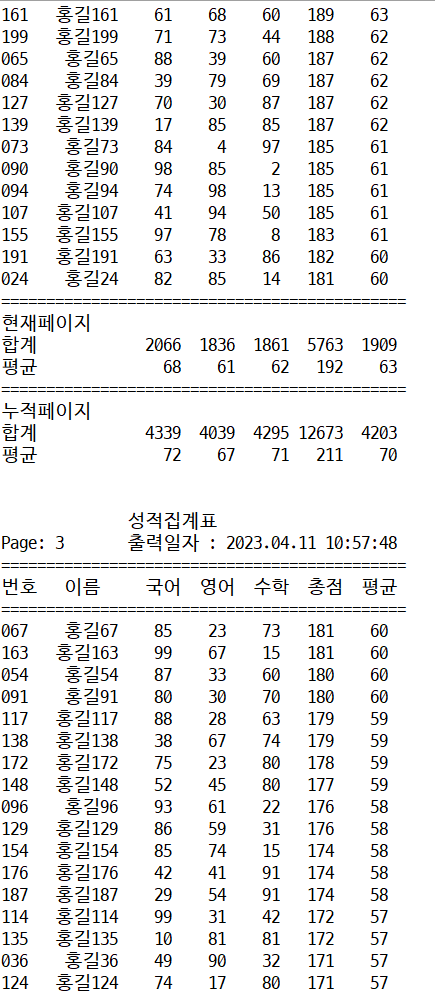 161 홍길161 61 68 60 189 63
199 홍길199 71 73 44 188 62
065 홍길65 88 39 60 187 62
084 홍길84 39 79 69 187 62
127 홍길127 70 30 87 187 62
139 홍길139 17 85 85 187 62
073 홍길73 84 4 97 185 61
090 홍길90 98 85 2 185 61
094 홍길94 74 98 13 185 61
107 홍길107 41 94 50 185 61
155 홍길155 97 78 8 183 61
191 홍길191 63 33 86 182 60
024 홍길24 82 85 14 181 60
=============================================
현재페이지
합계 2066 1836 1861 5763 1909
평균 68 61 62 192 63
=============================================
누적페이지
합계 4339 4039 4295 12673 4203
평균 72 67 71 211 70
성적집계표
Page: 3 출력일자 : 2023.04.11 10:57:48
=============================================
번호 이름 국어 영어 수학 총점 평균
=============================================
067 홍길67 85 23 73 181 60
163 홍길163 99 67 15 181 60
054 홍길54 87 33 60 180 60
091 홍길91 80 30 70 180 60
117 홍길117 88 28 63 179 59
138 홍길138 38 67 74 179 59
172 홍길172 75 23 80 178 59
148 홍길148 52 45 80 177 59
096 홍길96 93 61 22 176 58
129 홍길129 86 59 31 176 58
154 홍길154 85 74 15 174 58
176 홍길176 42 41 91 174 58
187 홍길187 29 54 91 174 58
114 홍길114 99 31 42 172 57
135 홍길135 10 81 81 172 57
036 홍길36 49 90 32 171 57
124 홍길124 74 17 80 171 57